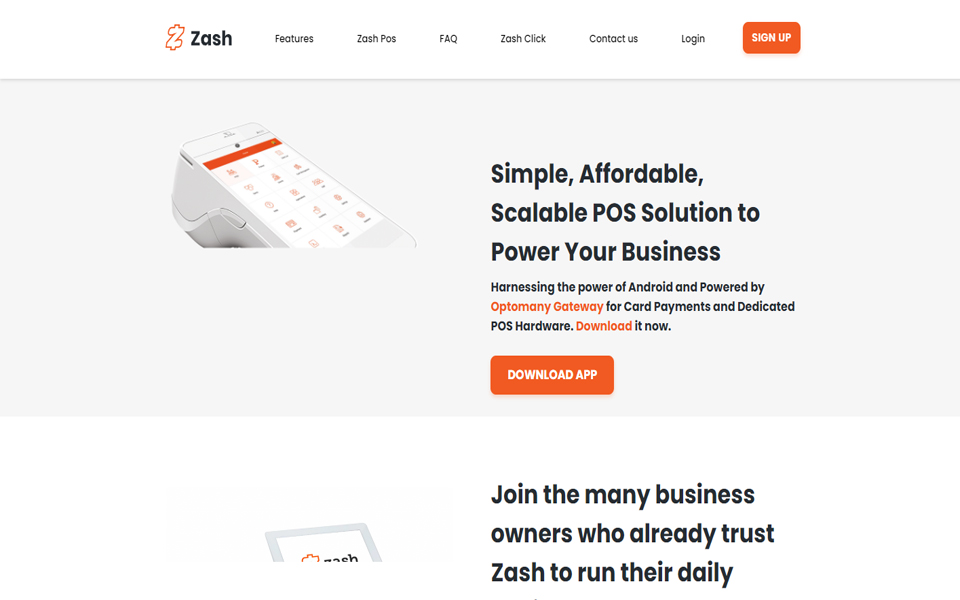 Zash
Features
Zash Pos
FAQ
Zash Click
Contact us
Login
SIGN UP
Simple, Affordable,
Scalable POS Solution to
Power Your Business
Harnessing the power of Android and Powered by
Optomany Gateway for Card Payments and Dedicated
POS Hardware. Download it now.
DOWNLOAD APP
zash
Join the many business
owners who already trust
Zash to run their daily